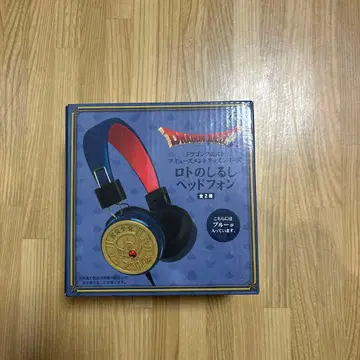 DRAGON QUEST
ドラゴンクエスト
アミューズメントグッズシリーズ
ロトのしるし
ヘッドフォン
全2種
こちらには
ブルーが
入っています。